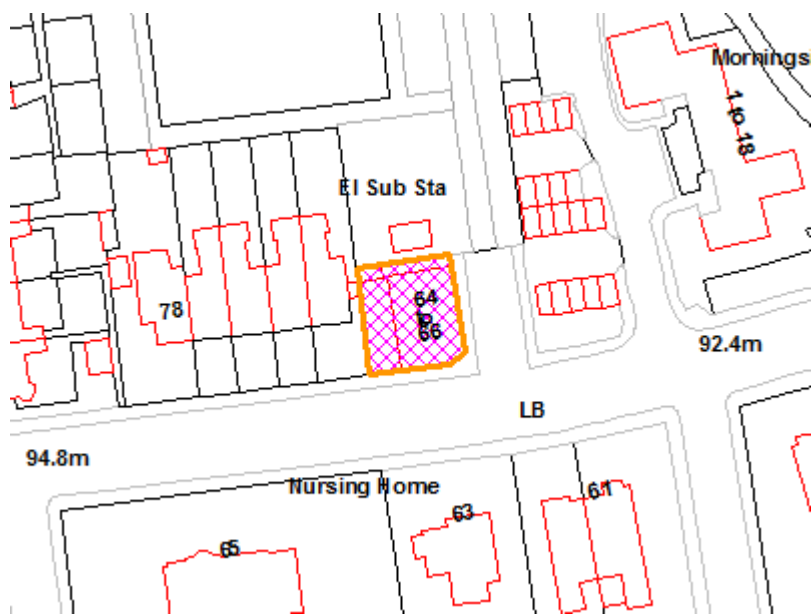 Mornings
1 to 18
El Sub Sta
64
to
66
78
92.4m
LB
94.8m
Nursing Home
61
63
65